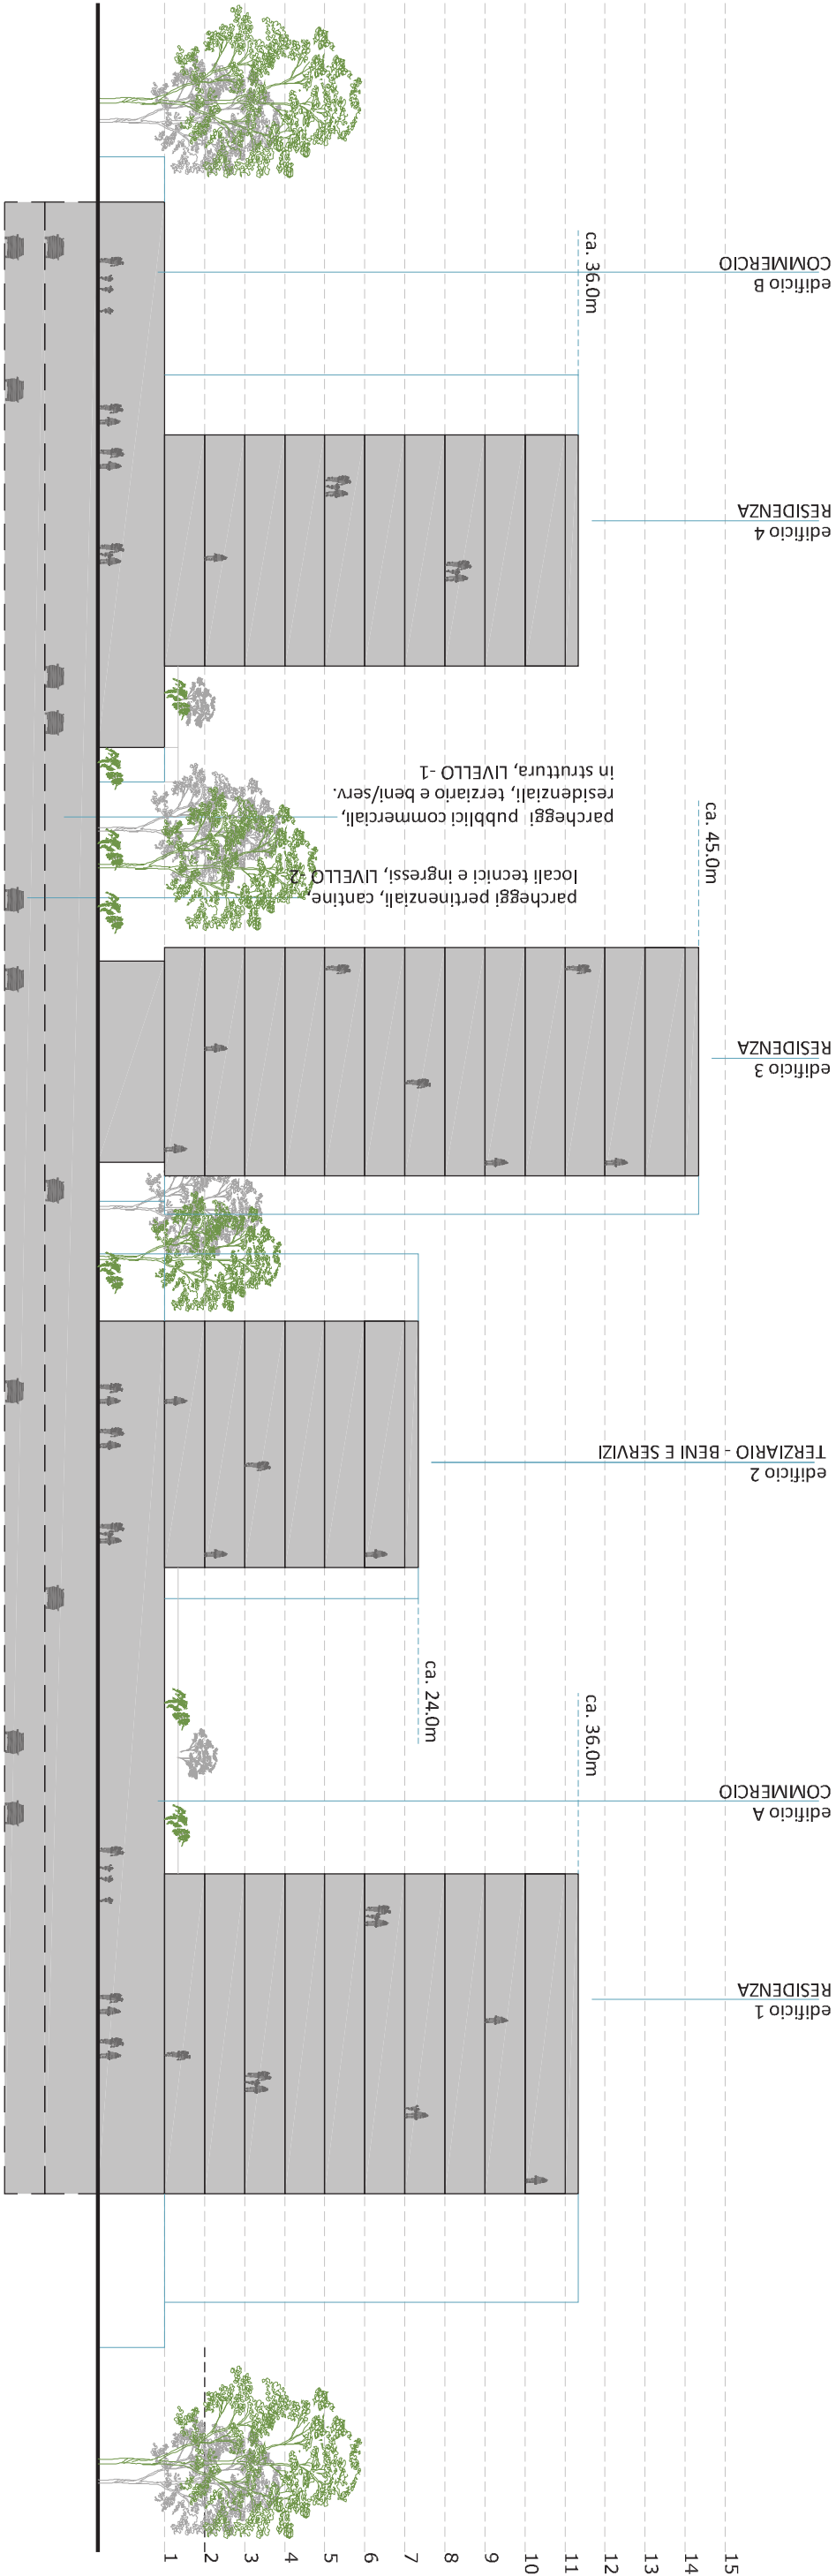 edificio B
COMMERCIO
ca. 36.0m
edificio 4
RESIDENZA
parcheggi pubblici commerciali,
residenziali, terziario e beni/serv.
in struttura, LIVELLO -1
parcheggi pertinenziali, cantine,
locali tecnici e ingressi, LIVELLO -2
ca. 45.0m
edificio 3
RESIDENZA
edificio 2
TERZIARIO - BENI E SERVIZI
ca. 24.0m
ca. 36.0m
edificio A
COMMERCIO
edificio 1
RESIDENZA
1
2
3
4
5
6
7
8
9
10
11
12
13
14
15